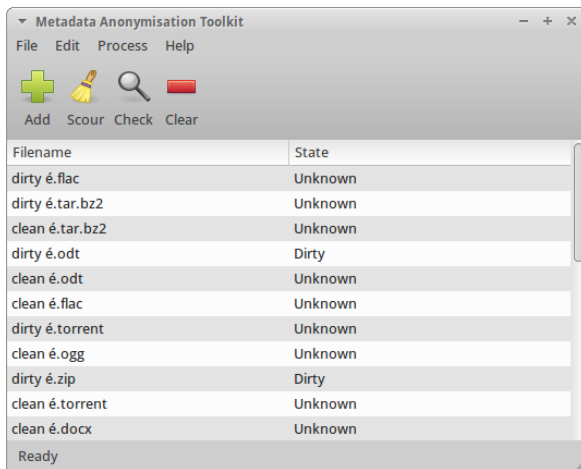 Metadata Anonymisation Toolkit
File Edit Process Help
Add Scour Check Clear
Filename State
dirty é.flac Unknown
dirty é.tar.bz2 Unknown
clean é.tar.bz2 Unknown
dirty é.odt Dirty
clean é.odt Unknown
clean é.flac Unknown
dirty é.torrent Unknown
clean é.ogg Unknown
dirty é.zip Dirty
clean é.torrent Unknown
clean é.docx Unknown
Ready